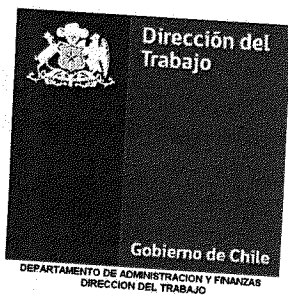 Dirección del
Trabajo
Gobierno de Chile
DEPARTAMENTO DE ADMINISTRACION Y FINANZAS
DIRECCION DEL TRABAJO